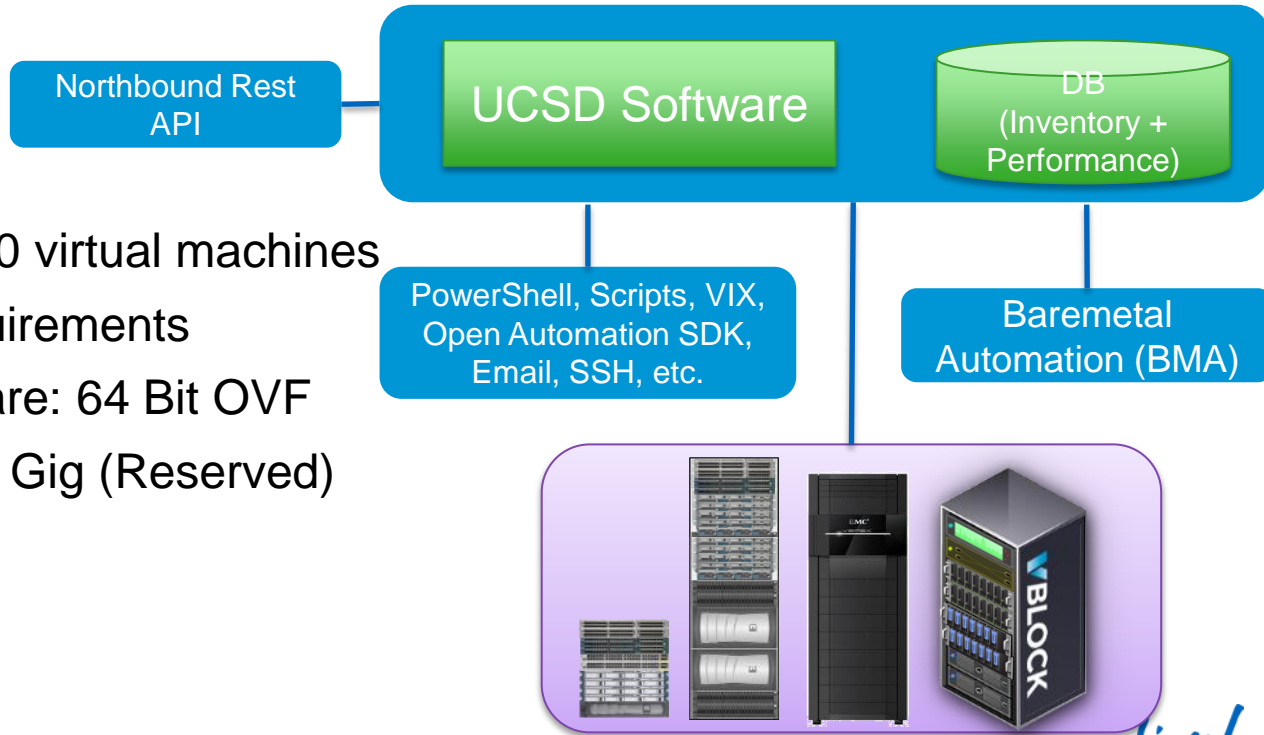 Northbound Rest
API
UCSD Software
DB
(Inventory +
Performance)
0 virtual machines
uirements
are: 64 Bit OVF
Gig (Reserved)
PowerShell, Scripts, VIX,
Open Automation SDK,
Email, SSH, etc.
Baremetal
Automation (BMA)
EMC²
VBLOCK